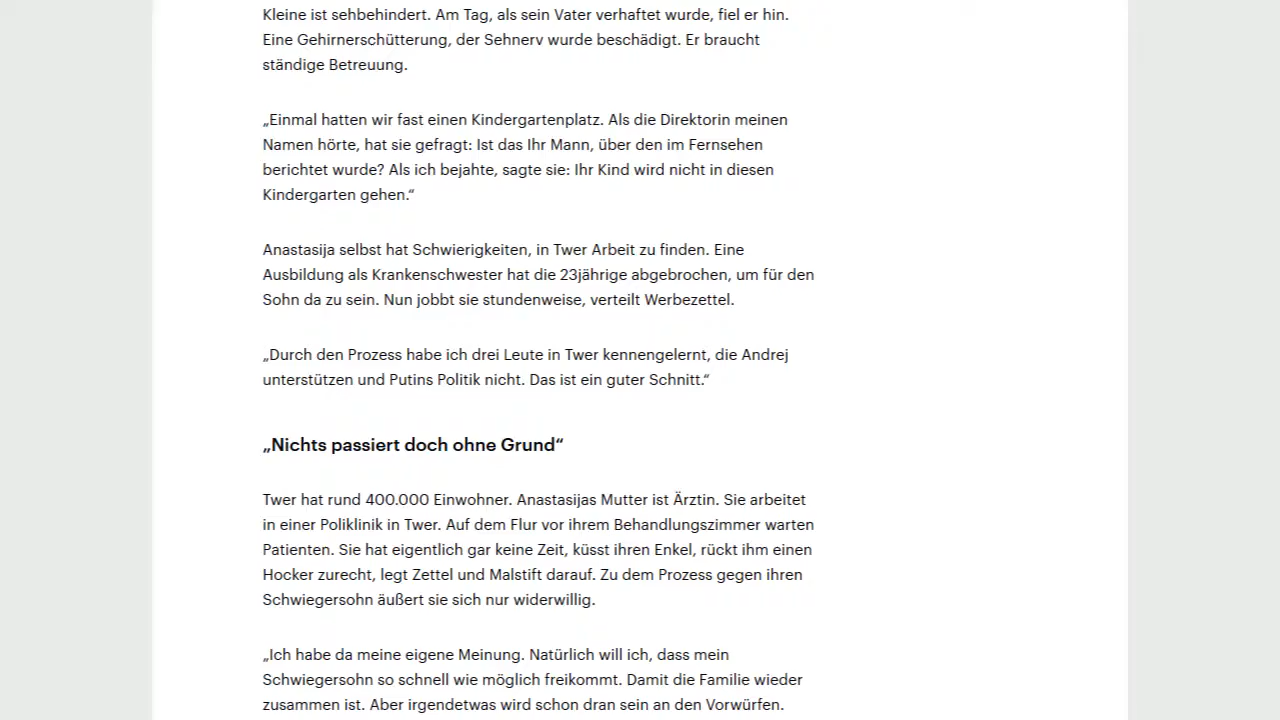 Kleine ist sehbehindert. Am Tag, als sein Vater verhaftet wurde, fiel er hin.
Eine Gehirnerschütterung, der Sehnerv wurde beschädigt. Er braucht
ständige Betreuung.
„Einmal hatten wir fast einen Kindergartenplatz. Als die Direktorin meinen
Namen hörte, hat sie gefragt: Ist das Ihr Mann, über den im Fernsehen
berichtet wurde? Als ich bejahte, sagte sie: Ihr Kind wird nicht in diesen
Kindergarten gehen.“
Anastasija selbst hat Schwierigkeiten, in Twer Arbeit zu finden. Eine
Ausbildung als Krankenschwester hat die 23jährige abgebrochen, um für den
Sohn da zu sein. Nun jobbt sie stundenweise, verteilt Werbezettel.
„Durch den Prozess habe ich drei Leute in Twer kennengelernt, die Andrej
unterstützen und Putins Politik nicht. Das ist ein guter Schnitt.“
„Nichts passiert doch ohne Grund“
Twer hat rund 400.000 Einwohner. Anastasijas Mutter ist Ärztin. Sie arbeitet
in einer Poliklinik in Twer. Auf dem Flur vor ihrem Behandlungszimmer warten
Patienten. Sie hat eigentlich gar keine Zeit, küsst ihren Enkel, rückt ihm einen
Hocker zurecht, legt Zettel und Malstift darauf. Zu dem Prozess gegen ihren
Schwiegersohn äußert sie sich nur widerwillig.
„Ich habe da meine eigene Meinung. Natürlich will ich, dass mein
Schwiegersohn so schnell wie möglich freikommt. Damit die Familie wieder
zusammen ist. Aber irgendetwas wird schon dran sein an den Vorwürfen.